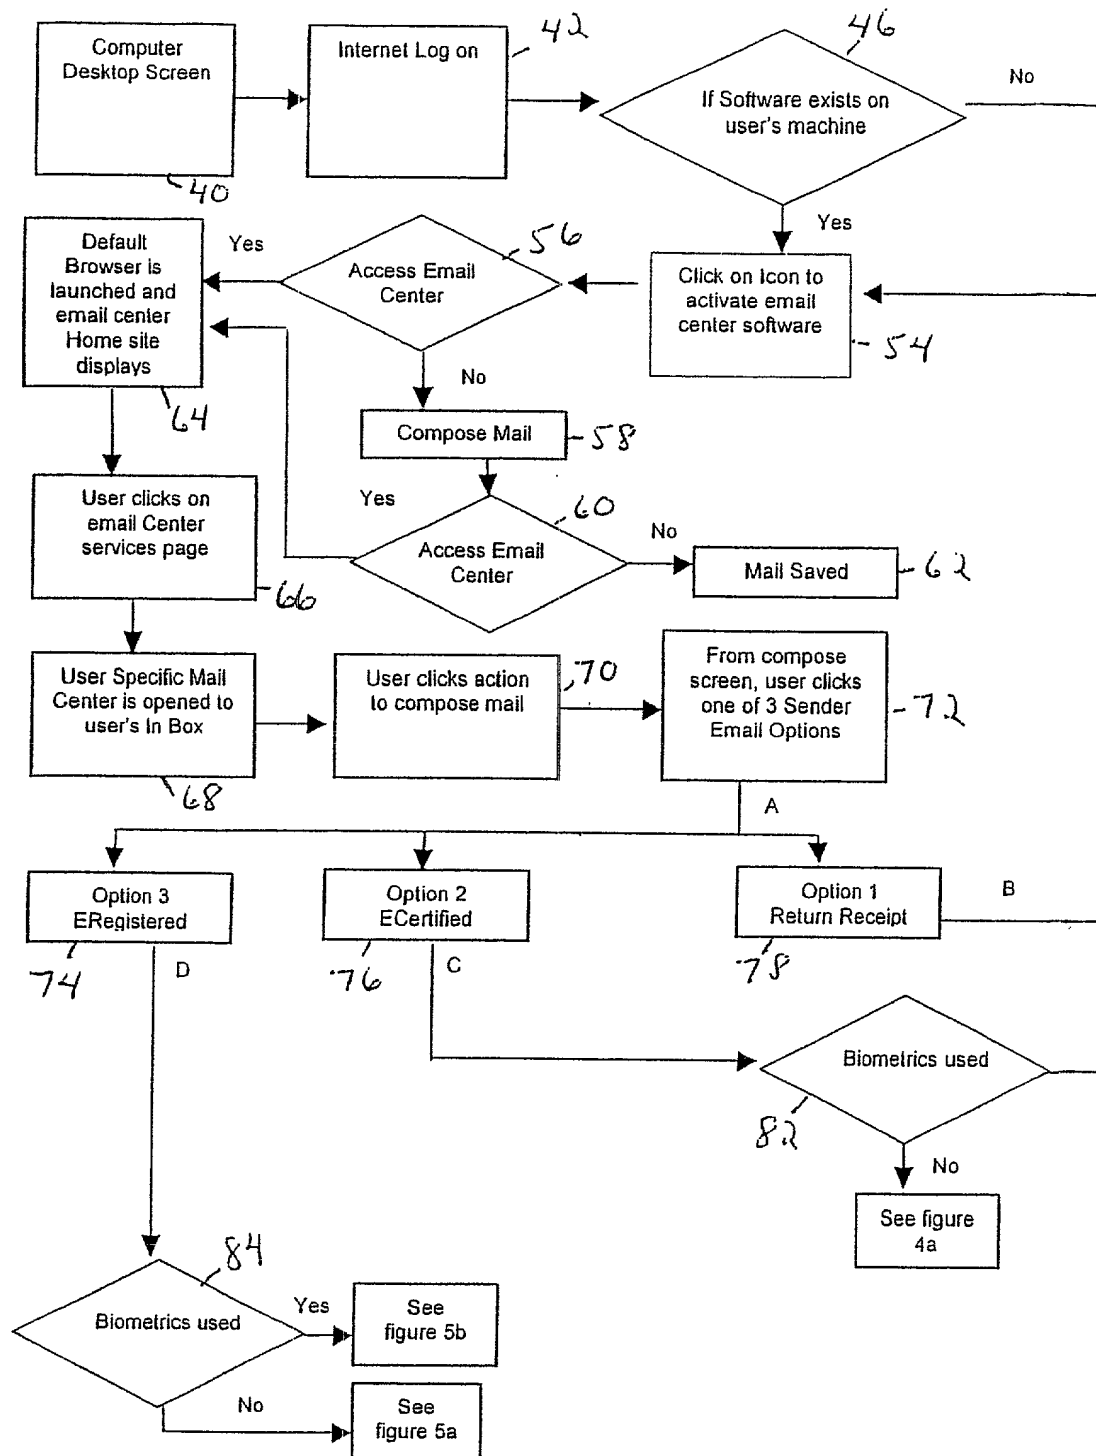 Computer
Desktop Screen
40
Internet Log on
42
If Software exists on
user's machine
46
No
Yes
Click on Icon to
activate email
center software
54
Access Email
Center
56
Yes
No
Default
Browser is
launched and
email center
Home site
displays
64
Compose Mail
58
Access Email
Center
60
Yes
No
Mail Saved
62
User clicks on
email Center
services page
66
User Specific Mail
Center is opened to
user's In Box
68
User clicks action
to compose mail
70
From compose
screen, user clicks
one of 3 Sender
Email Options
72
A
Option 3
ERegistered
74
D
Option 2
ECertified
76
C
Option 1
Return Receipt
78
B
Biometrics used
82
No
See figure
4a
Biometrics used
84
Yes
See
figure 5b
No
See
figure 5a